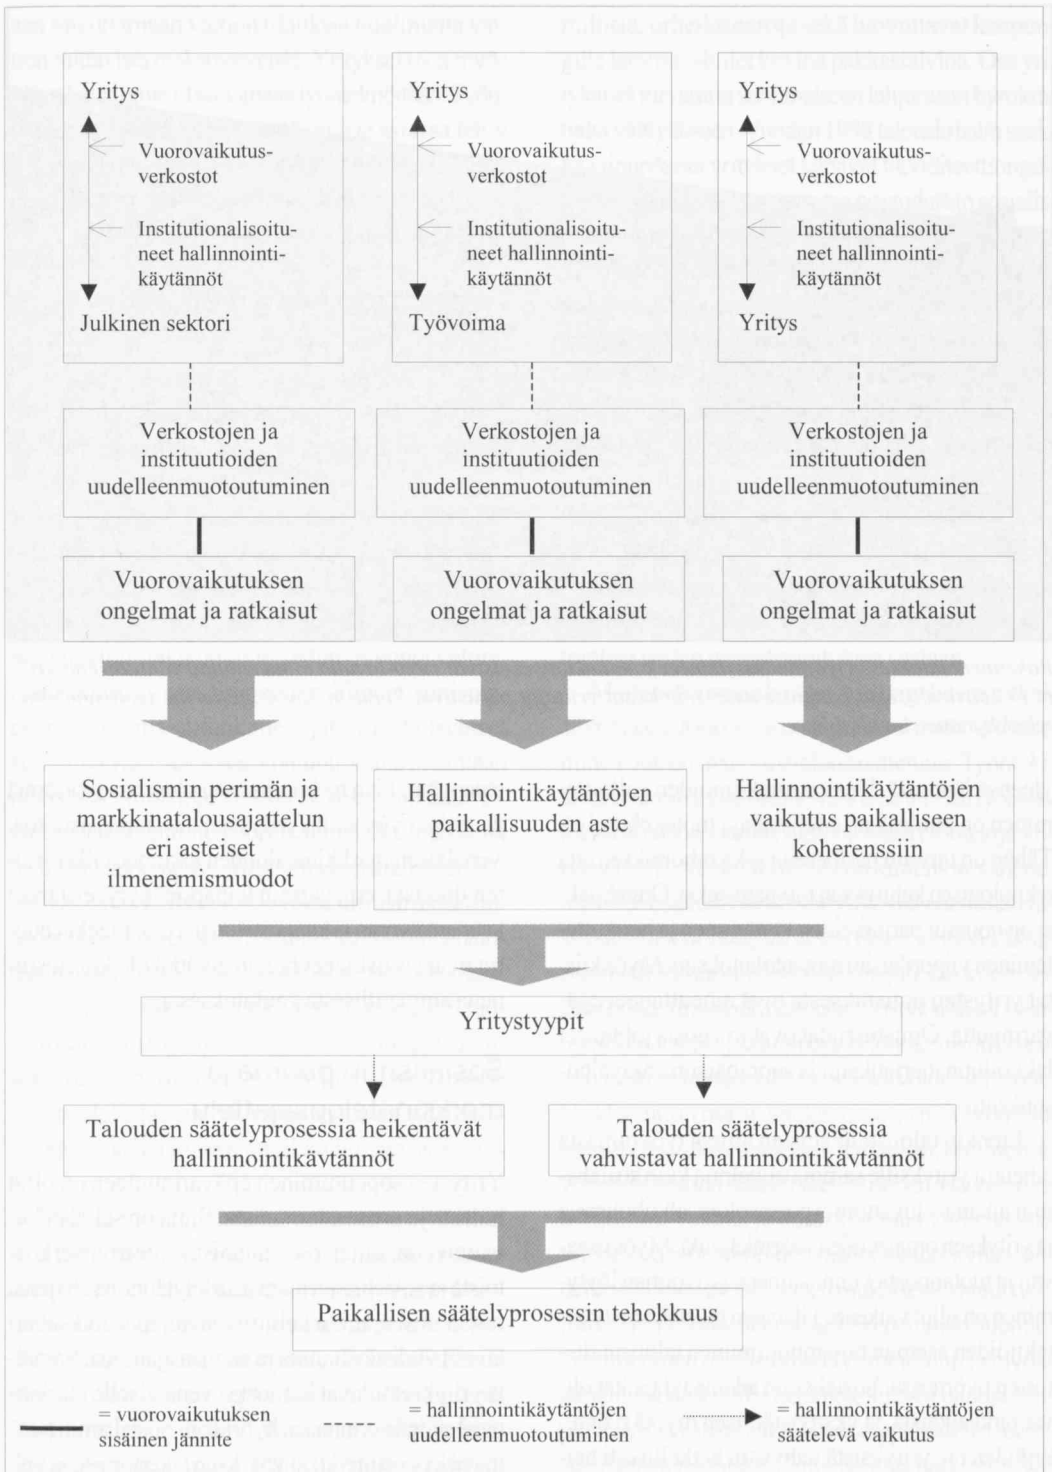 Yritys
Vuorovaikutus-
verkostot
Institutionalisoitu-
neet hallinnointi-
käytännöt
Julkinen sektori
Yritys
Vuorovaikutus-
verkostot
Institutionalisoitu-
neet hallinnointi-
käytännöt
Työvoima
Yritys
Vuorovaikutus-
verkostot
Institutionalisoitu-
neet hallinnointi-
käytännöt
Yritys
Verkostojen ja
instituutioiden
uudelleenmuotoutuminen
Verkostojen ja
instituutioiden
uudelleenmuotoutuminen
Verkostojen ja
instituutioiden
uudelleenmuotoutuminen
Vuorovaikutuksen
ongelmat ja ratkaisut
Vuorovaikutuksen
ongelmat ja ratkaisut
Vuorovaikutuksen
ongelmat ja ratkaisut
Sosialismin perimän ja
markkinatalousajattelun
eri asteiset
ilmenemismuodot
Hallinnointikäytäntöjen
paikallisuuden aste
Hallinnointikäytäntöjen
vaikutus paikalliseen
koherenssiin
Yritystyypit
Talouden säätelyprosessia heikentävät
hallinnointikäytännöt
Talouden säätelyprosessia
vahvistavat hallinnointikäytännöt
Paikallisen säätelyprosessin tehokkuus
= vuorovaikutuksen
sisäinen jännite
= hallinnointikäytäntöjen
uudelleenmuotoutuminen
= hallinnointikäytäntöjen
säätelevä vaikutus